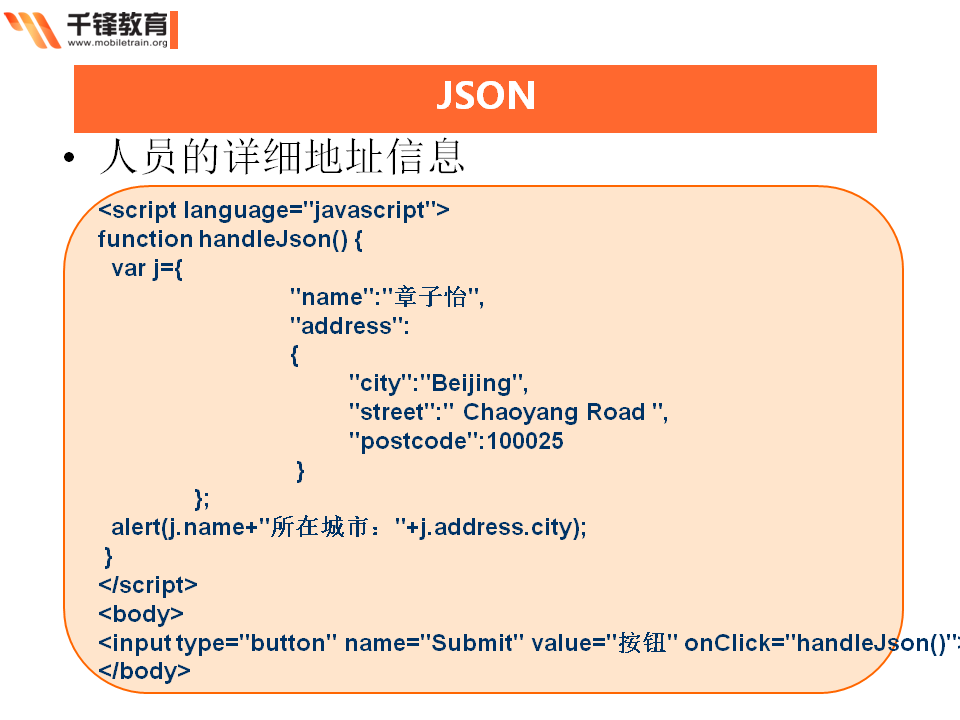 千锋教育
www.mobiletrain.org
JSON
• 人员的详细地址信息
<script language="javascript">
function handleJson() {
var j={
"name":"章子怡",
"address":
{
"city":"Beijing",
"street":" Chaoyang Road ",
"postcode":100025
}
};
alert(j.name+"所在城市："+j.address.city);
}
</script>
<body>
<input type="button" name="Submit" value="按钮" onClick="handleJson()">
</body>